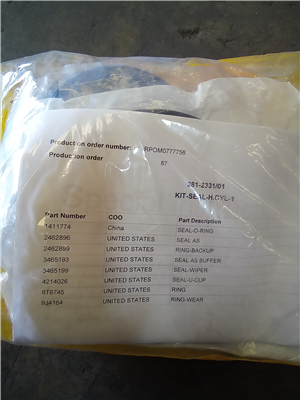 Production order number: RPOM0777756
Production order 87
381-2331/01
KIT-SEAL-H.CYL-1
Part Number COO Part Description
1411774 China SEAL-O-RING
2462896 UNITED STATES SEAL AS
2462899 UNITED STATES RING-BACKUP
3465193 UNITED STATES SEAL AS BUFFER
3465199 UNITED STATES SEAL-WIPER
4214026 UNITED STATES SEAL-U-CUP
8T6745 UNITED STATES RING
9J4164 UNITED STATES RING-WEAR